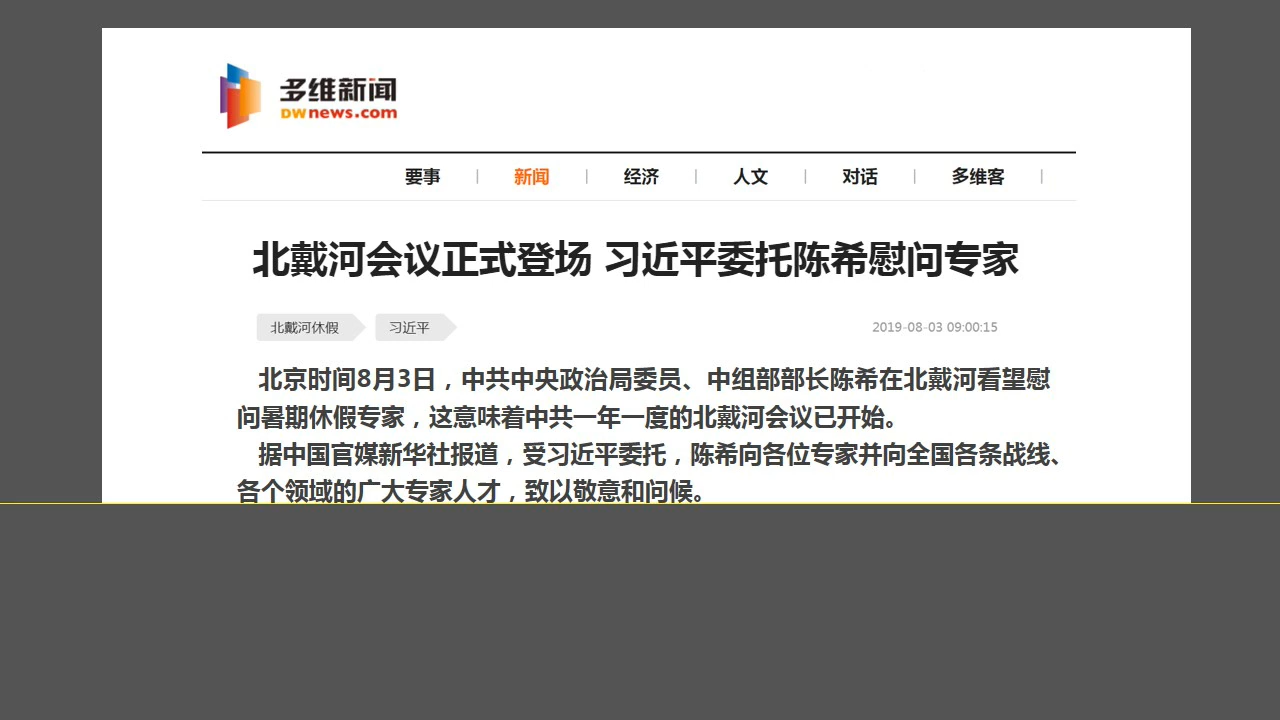 多维新闻
DWnews.com
要事 | 新闻 | 经济 | 人文 | 对话 | 多维客 |
北戴河会议正式登场 习近平委托陈希慰问专家
北戴河休假 习近平 2019-08-03 09:00:15
北京时间8月3日，中共中央政治局委员、中组部部长陈希在北戴河看望慰
问暑期休假专家，这意味着中共一年一度的北戴河会议已开始。
据中国官媒新华社报道，受习近平委托，陈希向各位专家并向全国各条战线、
各个领域的广大专家人才，致以敬意和问候。